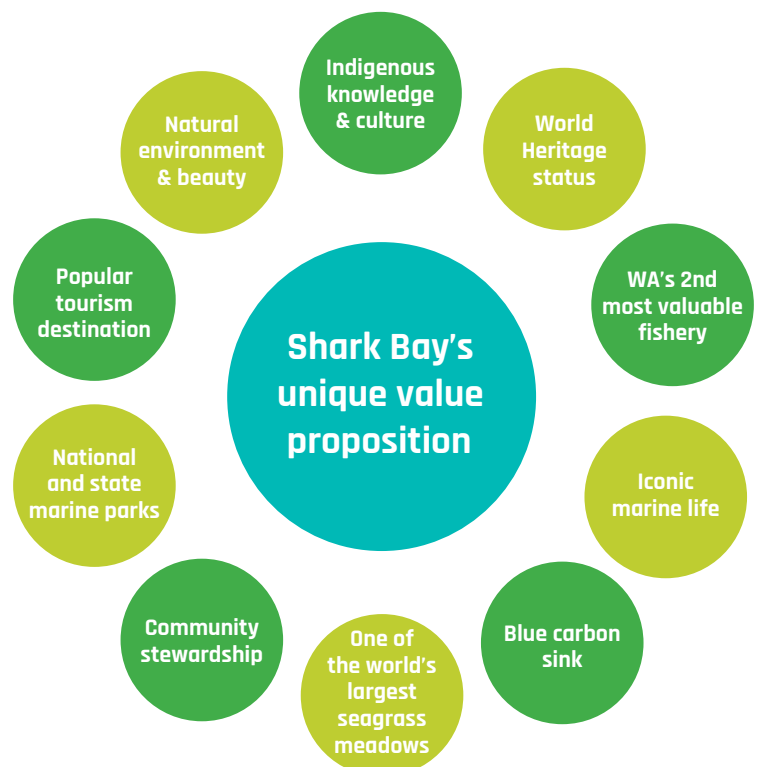 Indigenous
knowledge
& culture
World
Heritage
status
WA's 2nd
most valuable
fishery
Iconic
marine life
Blue carbon
sink
One of
the world's
largest
seagrass
meadows
Community
stewardship
National
and state
marine parks
Popular
tourism
destination
Natural
environment
& beauty
Shark Bay's
unique value
proposition